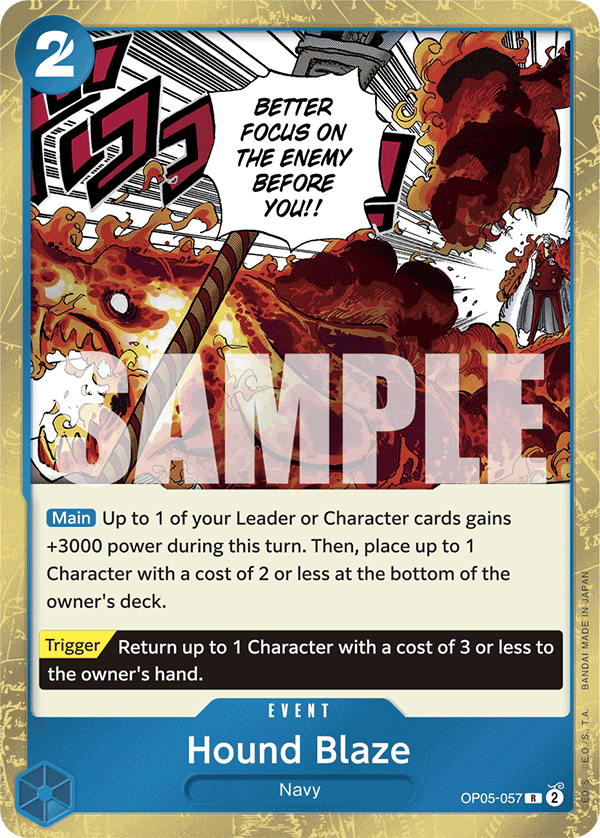 2
BETTER
FOCUS ON
THE ENEMY
BEFORE
YOU!!
SAMPLE
Main Up to 1 of your Leader or Character cards gains
+3000 power during this turn. Then, place up to 1
Character with a cost of 2 or less at the bottom of the
owner's deck.
Trigger Return up to 1 Character with a cost of 3 or less to
the owner's hand.
EVENT
Hound Blaze
Navy
OP05-057 R 2
E.O./S., T.A. BANDAI MADE IN JAPAN